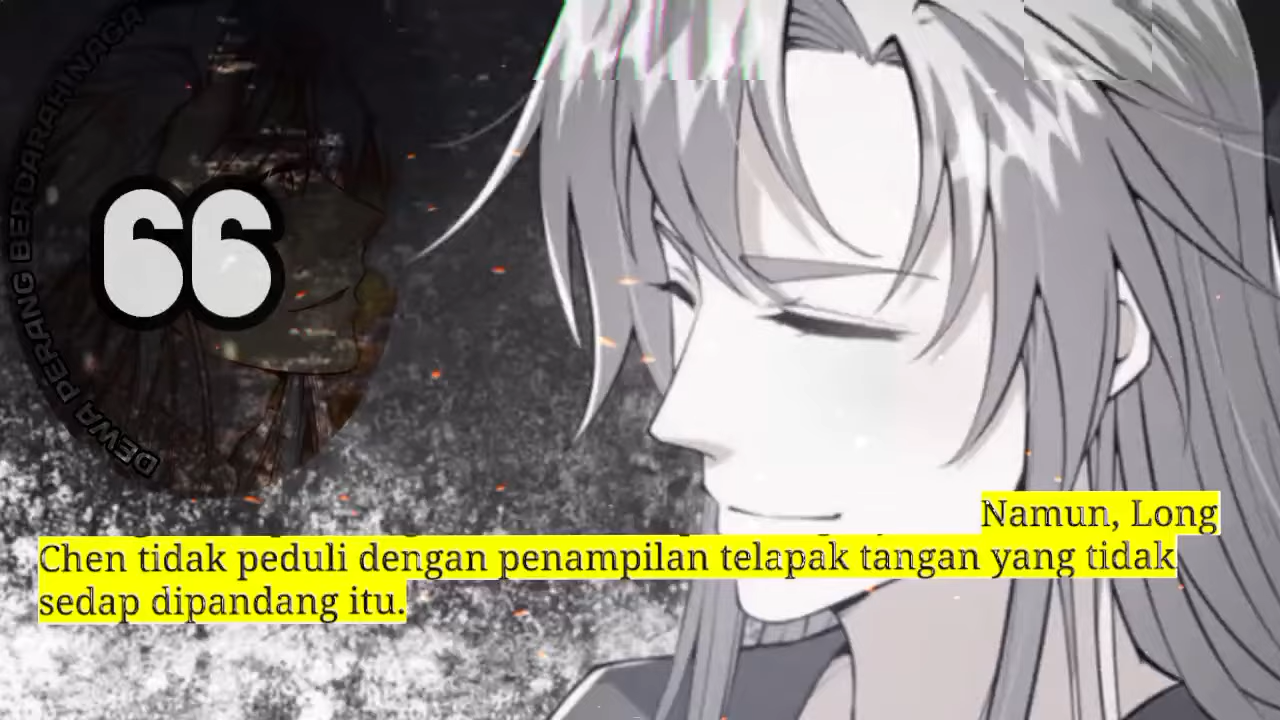 DEWA PERANG BERDARAH NAGA
66
Namun, Long
Chen tidak peduli dengan penampilan telapak tangan yang tidak
sedap dipandang itu.